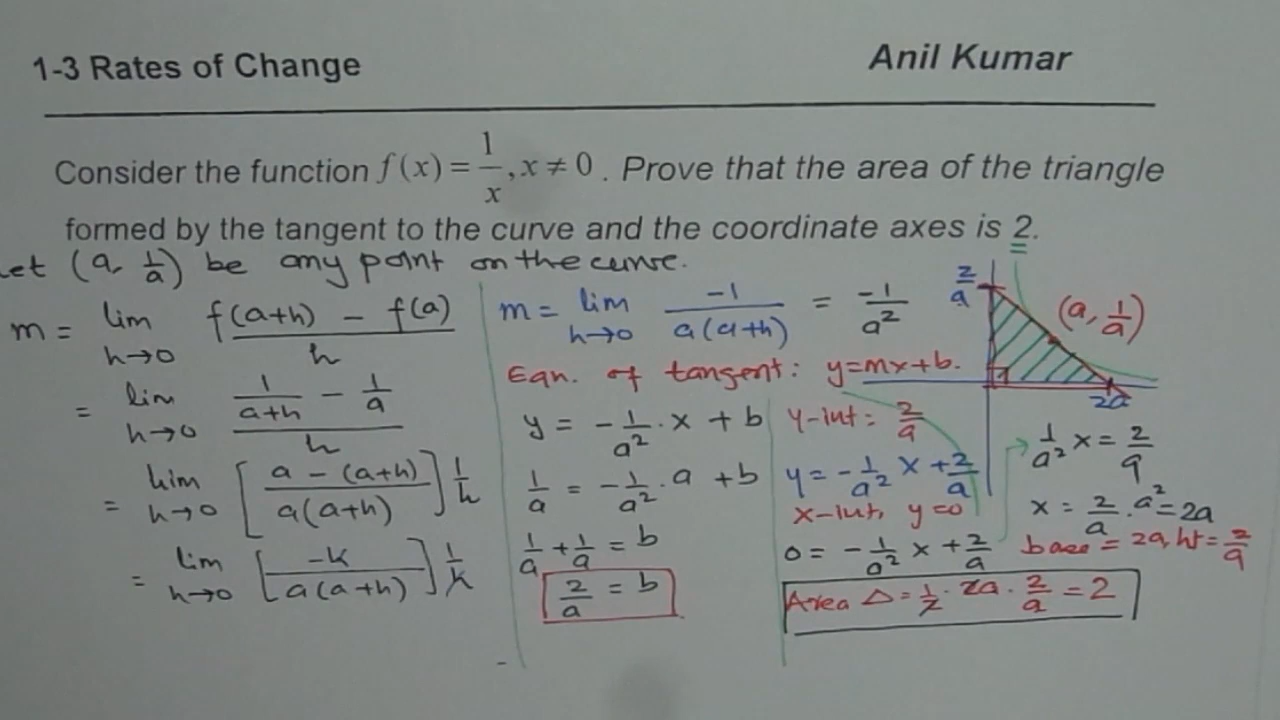 1-3 Rates of Change
Anil Kumar
Consider the function f(x) = 1/x, x ≠ 0. Prove that the area of the triangle
formed by the tangent to the curve and the coordinate axes is 2.
Let (a, 1/a) be any point on the curve.
m = lim h→0 (f(a+h) − f(a))/h
= lim h→0 (1/(a+h) − 1/a)/h
= lim h→0 [(a − (a+h))/(a(a+h))] 1/h
= lim h→0 [−h/(a(a+h))] 1/h
m = lim h→0 −1/(a(a+h)) = −1/a²
Eqn. of tangent: y=mx+b.
y = −1/a² · x + b
1/a = −1/a² · a + b
1/a + 1/a = b
2/a = b
y-int = 2/a
y = −1/a² x + 2/a
x-int, y=0
0 = −1/a² x + 2/a
2/a
(a, 1/a)
2a
1/a² x = 2/a
x = 2/a · a² = 2a
base = 2a, ht = 2/a
Area Δ = 1/2 · 2a · 2/a = 2